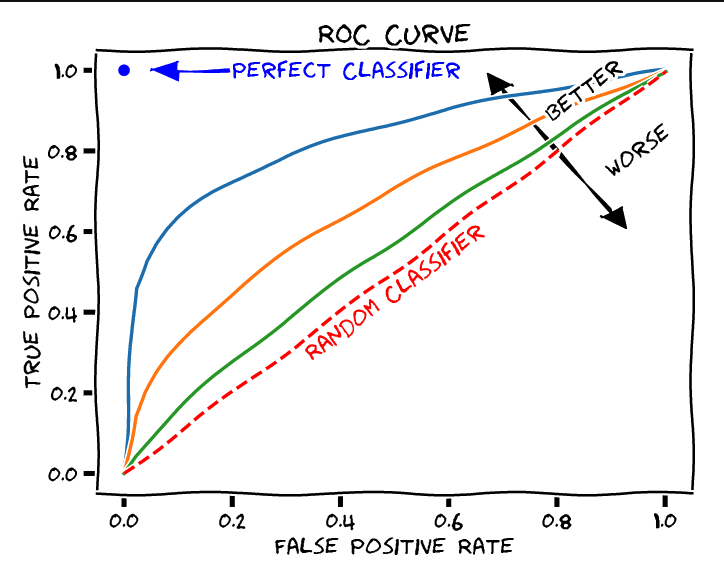 ROC CURVE
PERFECT CLASSIFIER
BETTER
WORSE
RANDOM CLASSIFIER
TRUE POSITIVE RATE
1.0
0.8
0.6
0.4
0.2
0.0
0.0 0.2 0.4 0.6 0.8 1.0
FALSE POSITIVE RATE